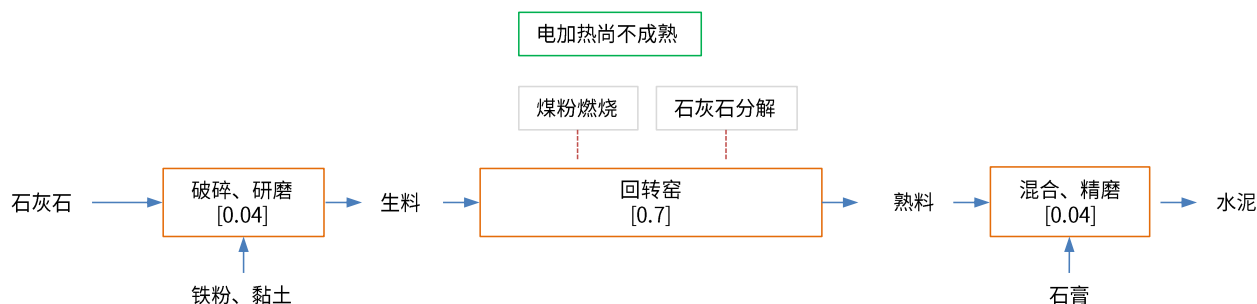 电加热尚不成熟
煤粉燃烧
石灰石分解
石灰石
破碎、研磨
[0.04]
生料
回转窑
[0.7]
熟料
混合、精磨
[0.04]
水泥
铁粉、黏土
石膏